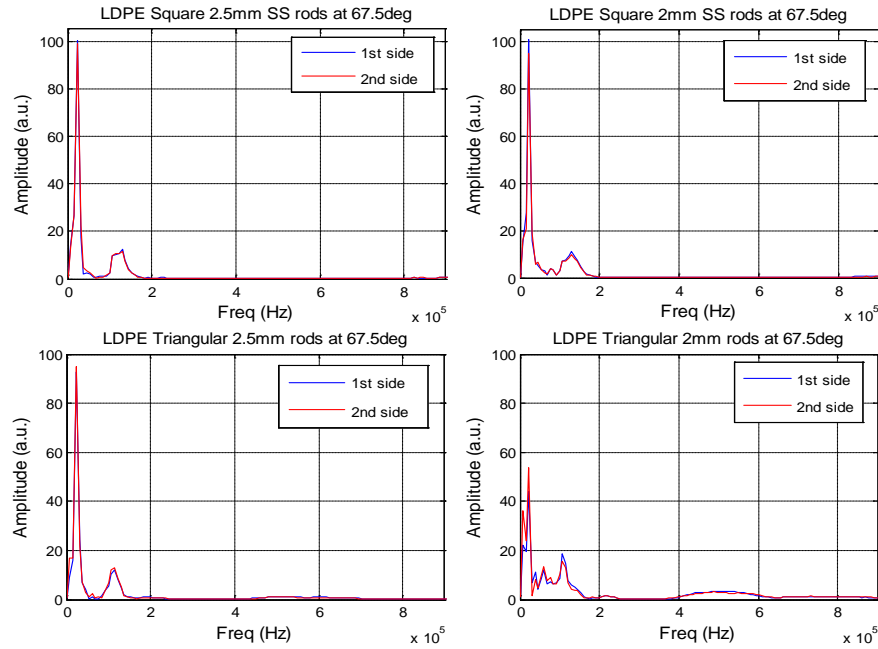 LDPE Square 2.5mm SS rods at 67.5deg
100
80
60
40
20
0
Amplitude (a.u.)
1st side
2nd side
0 2 4 6 8
Freq (Hz)
x 10^5
LDPE Square 2mm SS rods at 67.5deg
100
80
60
40
20
0
Amplitude (a.u.)
1st side
2nd side
0 2 4 6 8
Freq (Hz)
x 10^5
LDPE Triangular 2.5mm rods at 67.5deg
100
80
60
40
20
0
Amplitude (a.u.)
1st side
2nd side
0 2 4 6 8
Freq (Hz)
x 10^5
LDPE Triangular 2mm rods at 67.5deg
100
80
60
40
20
0
Amplitude (a.u.)
1st side
2nd side
0 2 4 6 8
Freq (Hz)
x 10^5